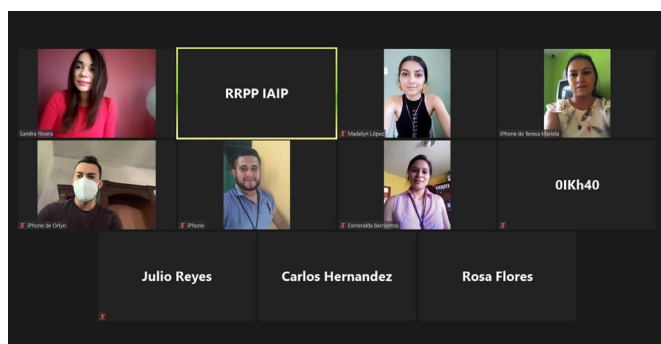 Sandra Rivera
RRPP IAIP
Madelyn López
iPhone de Teresa Mariela
iPhone de Orlyn
iPhone
Esmeralda Barrientos
0IKh40
Julio Reyes
Carlos Hernandez
Rosa Flores